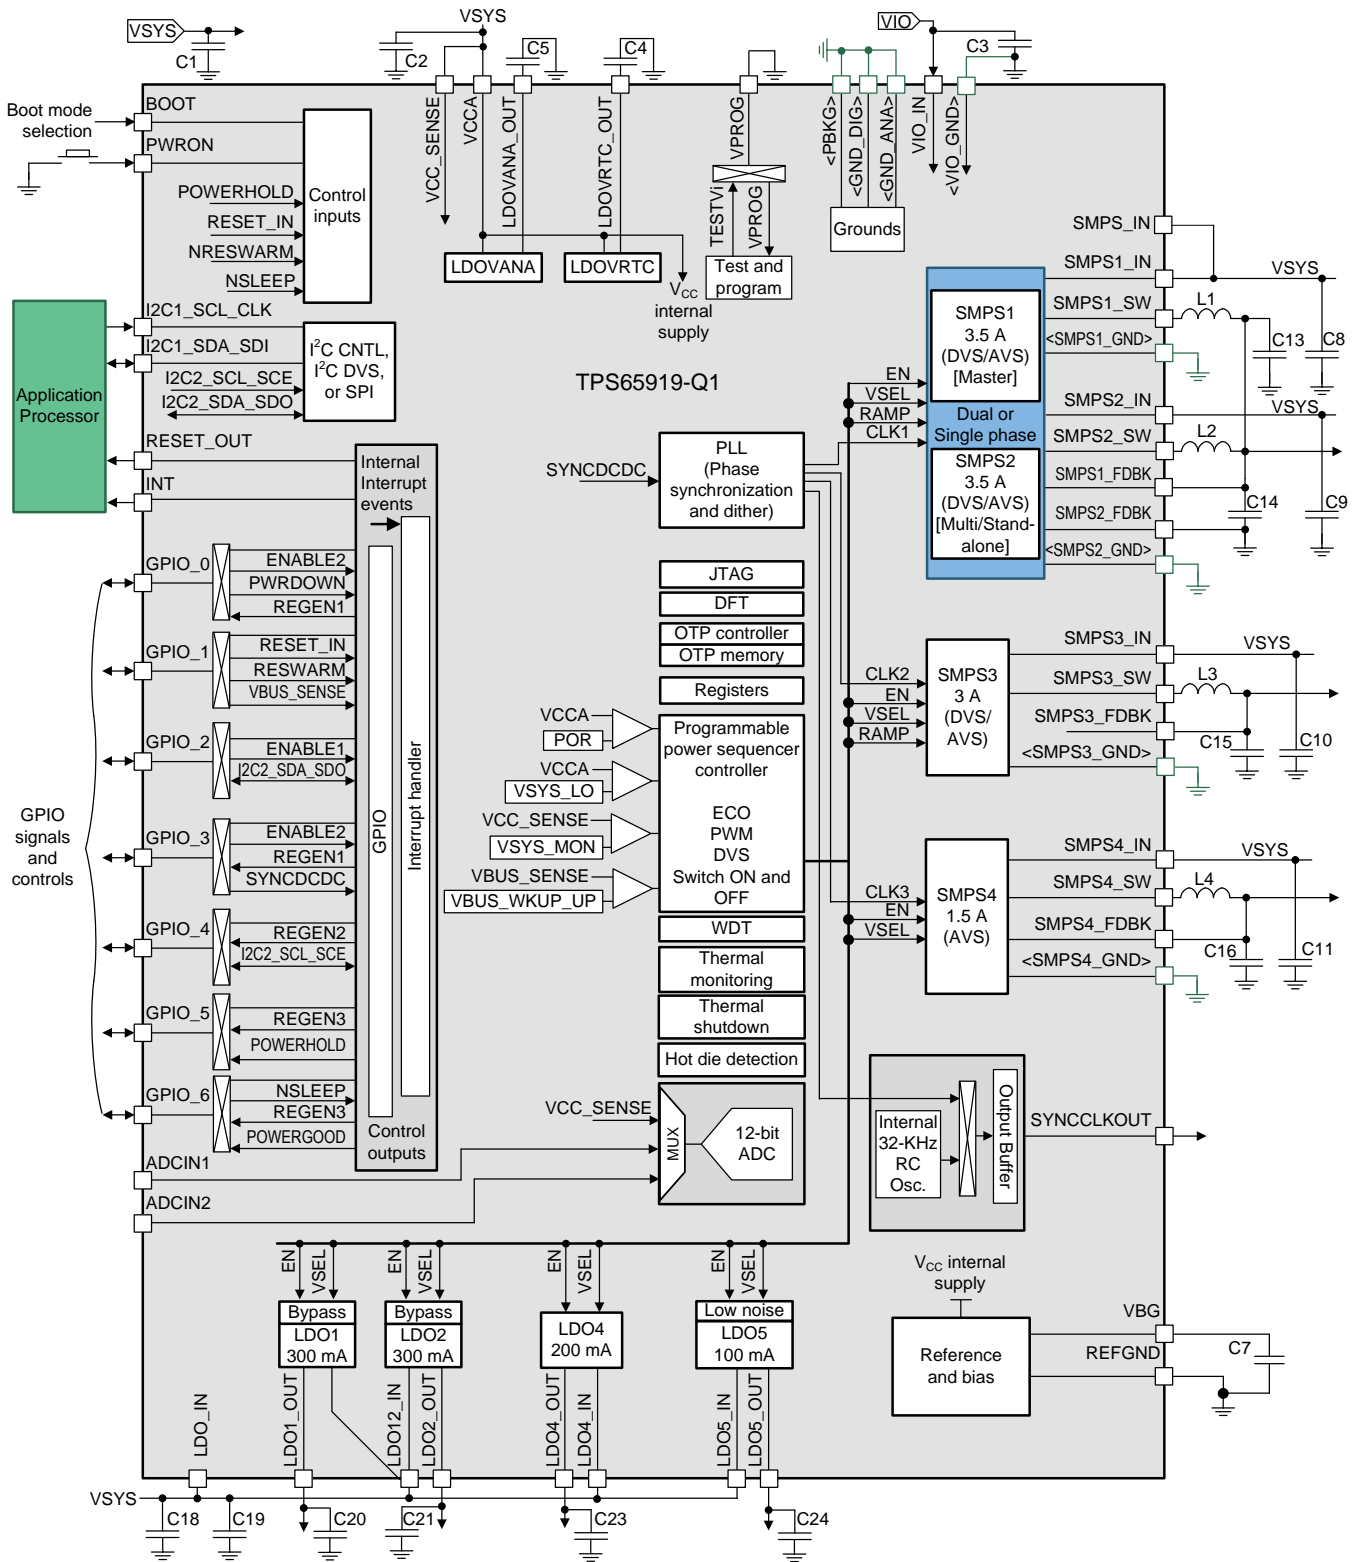 VSYS
C1
VSYS
C2
C5
C4
VIO
C3
BOOT
Boot mode
selection
PWRON
POWERHOLD
RESET_IN
NRESWARM
NSLEEP
Control
inputs
VCC_SENSE
VCCA
LDOVANA_OUT
LDOVRTC_OUT
VPROG
TESTVi
VPROG
<PBKG>
<GND_DIG>
<GND_ANA>
VIO_IN
<VIO_GND>
LDOVANA
LDOVRTC
VCC
internal
supply
Test and
program
Grounds
Application
Processor
I2C1_SCL_CLK
I2C1_SDA_SDI
I2C2_SCL_SCE
I2C2_SDA_SDO
I2C CNTL,
I2C DVS,
or SPI
RESET_OUT
INT
TPS65919-Q1
SMPS_IN
SMPS1_IN
VSYS
SMPS1_SW
L1
<SMPS1_GND>
C13
C8
SMPS1
3.5 A
(DVS/AVS)
[Master]
Dual or
Single phase
SMPS2
3.5 A
(DVS/AVS)
[Multi/Stand-
alone]
EN
VSEL
RAMP
CLK1
SMPS2_IN
VSYS
SMPS2_SW
L2
SMPS1_FDBK
SMPS2_FDBK
C14
C9
<SMPS2_GND>
Internal
Interrupt
events
GPIO
Interrupt handler
Control
outputs
SYNCDCDC
PLL
(Phase
synchronization
and dither)
JTAG
DFT
OTP controller
OTP memory
Registers
GPIO
signals and
controls
GPIO_0
ENABLE2
PWRDOWN
REGEN1
GPIO_1
RESET_IN
RESWARM
VBUS_SENSE
GPIO_2
ENABLE1
I2C2_SDA_SDO
GPIO_3
ENABLE2
REGEN1
SYNCDCDC
GPIO_4
REGEN2
I2C2_SCL_SCE
GPIO_5
REGEN3
POWERHOLD
GPIO_6
NSLEEP
REGEN3
POWERGOOD
VCCA
POR
VCCA
VSYS_LO
VCC_SENSE
VSYS_MON
VBUS_SENSE
VBUS_WKUP_UP
Programmable
power sequencer
controller
ECO
PWM
DVS
Switch ON and
OFF
WDT
Thermal
monitoring
Thermal
shutdown
Hot die detection
CLK2
EN
VSEL
RAMP
SMPS3
3 A
(DVS/
AVS)
SMPS3_IN
VSYS
SMPS3_SW
L3
SMPS3_FDBK
<SMPS3_GND>
C15
C10
CLK3
EN
VSEL
SMPS4
1.5 A
(AVS)
SMPS4_IN
VSYS
SMPS4_SW
L4
SMPS4_FDBK
<SMPS4_GND>
C16
C11
ADCIN1
ADCIN2
VCC_SENSE
MUX
12-bit
ADC
Internal
32-KHz
RC
Osc.
Output Buffer
SYNCCLKOUT
EN
VSEL
EN
VSEL
EN
VSEL
EN
VSEL
Bypass
LDO1
300 mA
Bypass
LDO2
300 mA
LDO4
200 mA
Low noise
LDO5
100 mA
VCC internal
supply
Reference
and bias
VBG
REFGND
C7
LDO_IN
LDO1_OUT
LDO12_IN
LDO2_OUT
LDO4_OUT
LDO4_IN
LDO5_IN
LDO5_OUT
VSYS
C18
C19
C20
C21
C23
C24